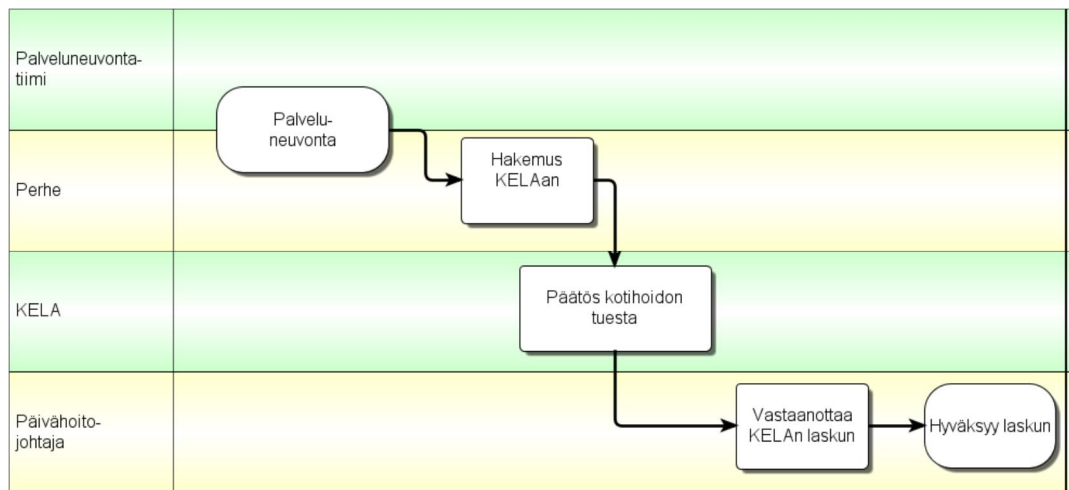 Palveluneuvonta-
tiimi
Palvelu-
neuvonta
Perhe
Hakemus
KELAan
KELA
Päätös kotihoidon
tuesta
Päivähoito-
johtaja
Vastaanottaa
KELAn laskun
Hyväksyy laskun